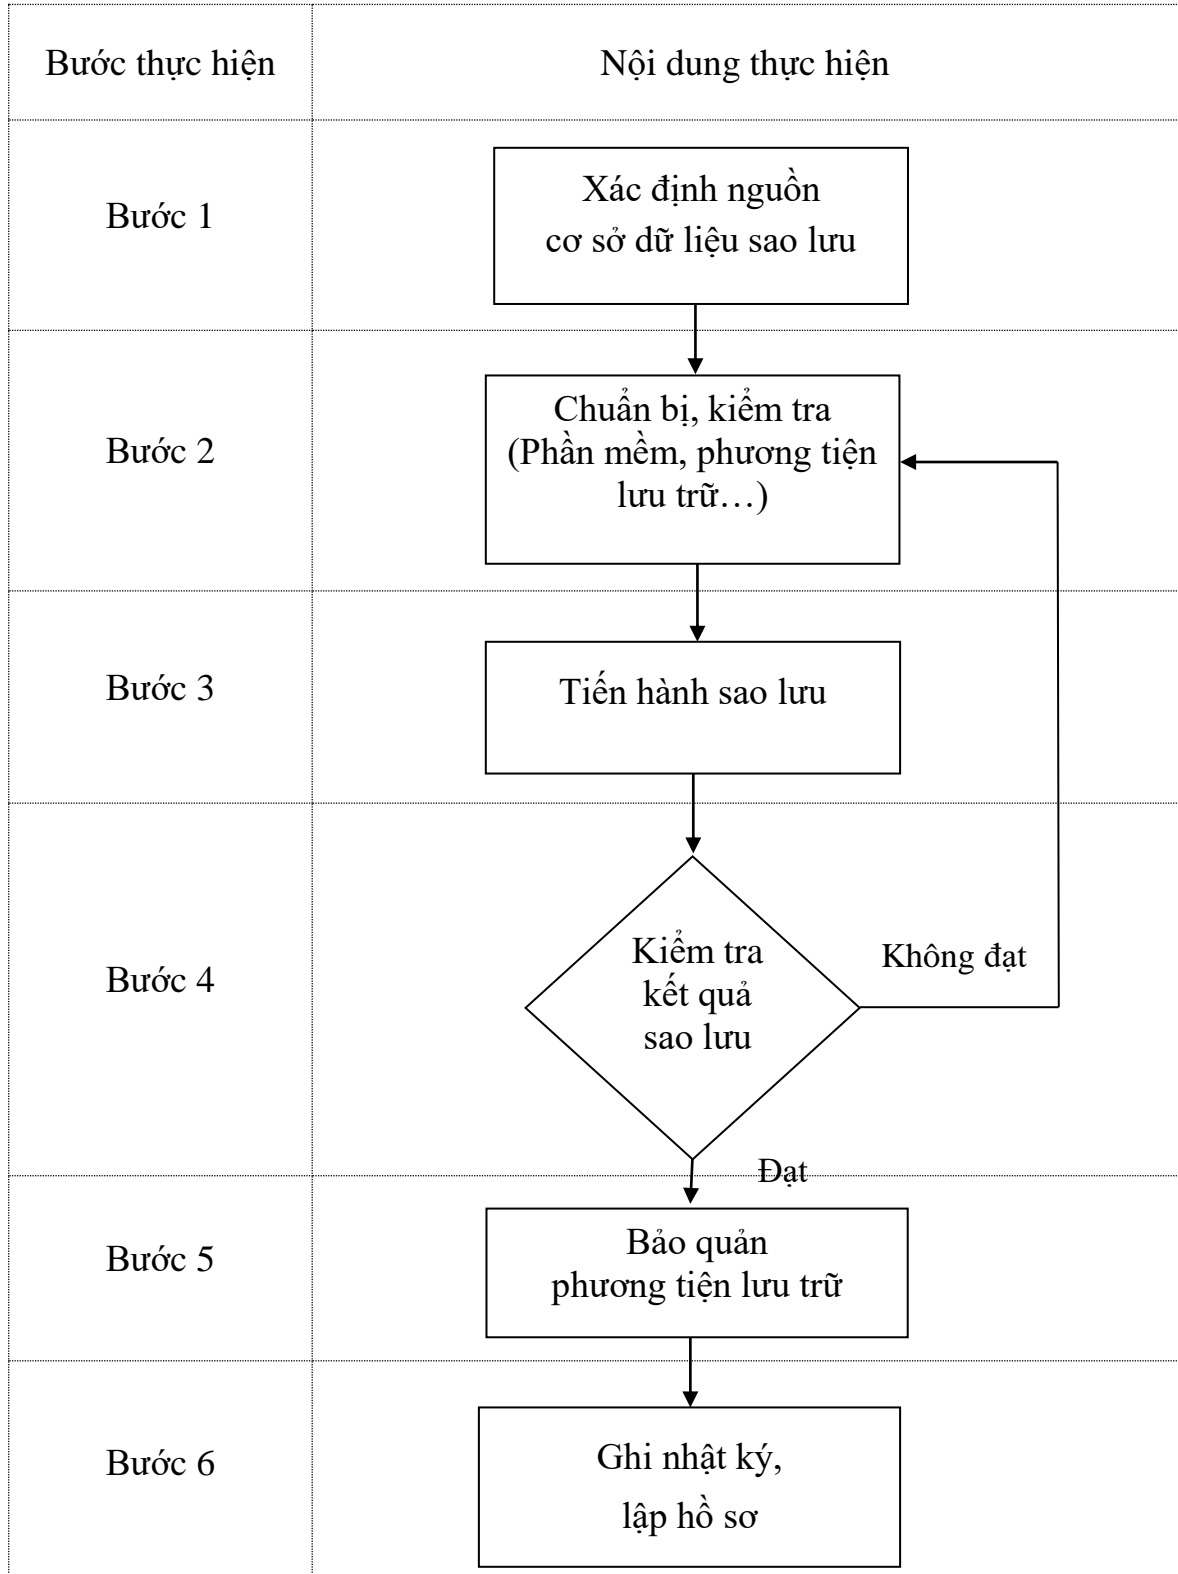 Bước thực hiện
Nội dung thực hiện
Bước 1
Xác định nguồn
cơ sở dữ liệu sao lưu
Bước 2
Chuẩn bị, kiểm tra
(Phần mềm, phương tiện
lưu trữ…)
Bước 3
Tiến hành sao lưu
Bước 4
Kiểm tra
kết quả
sao lưu
Không đạt
Đạt
Bước 5
Bảo quản
phương tiện lưu trữ
Bước 6
Ghi nhật ký,
lập hồ sơ